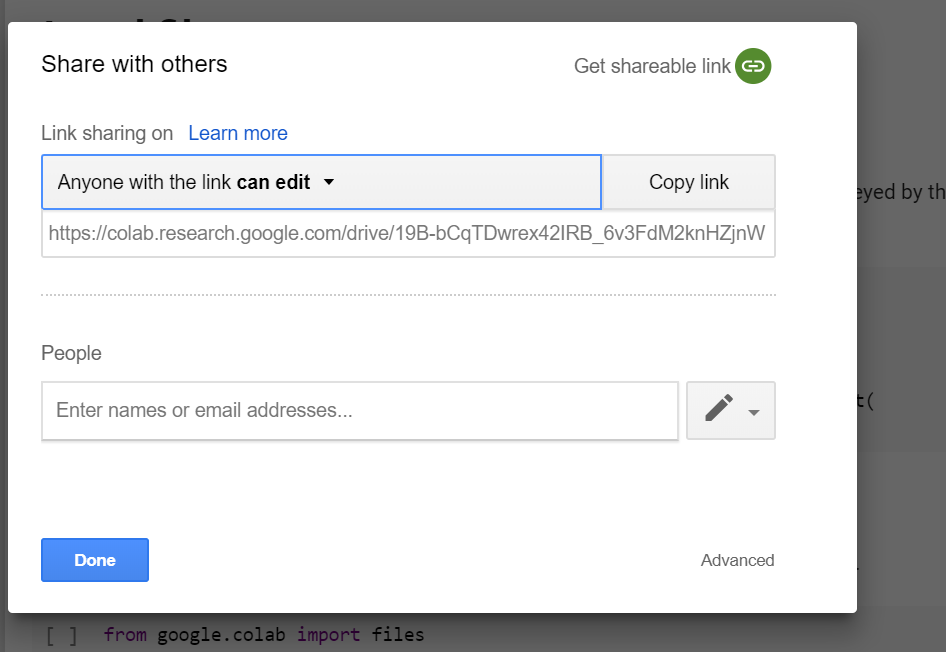 Share with others
Get shareable link
Link sharing on Learn more
Anyone with the link can edit
Copy link
https://colab.research.google.com/drive/19B-bCqTDwrex42IRB_6v3FdM2knHZjnW
eyed by th
People
Enter names or email addresses...
t(
Done
Advanced
[ ] from google.colab import files